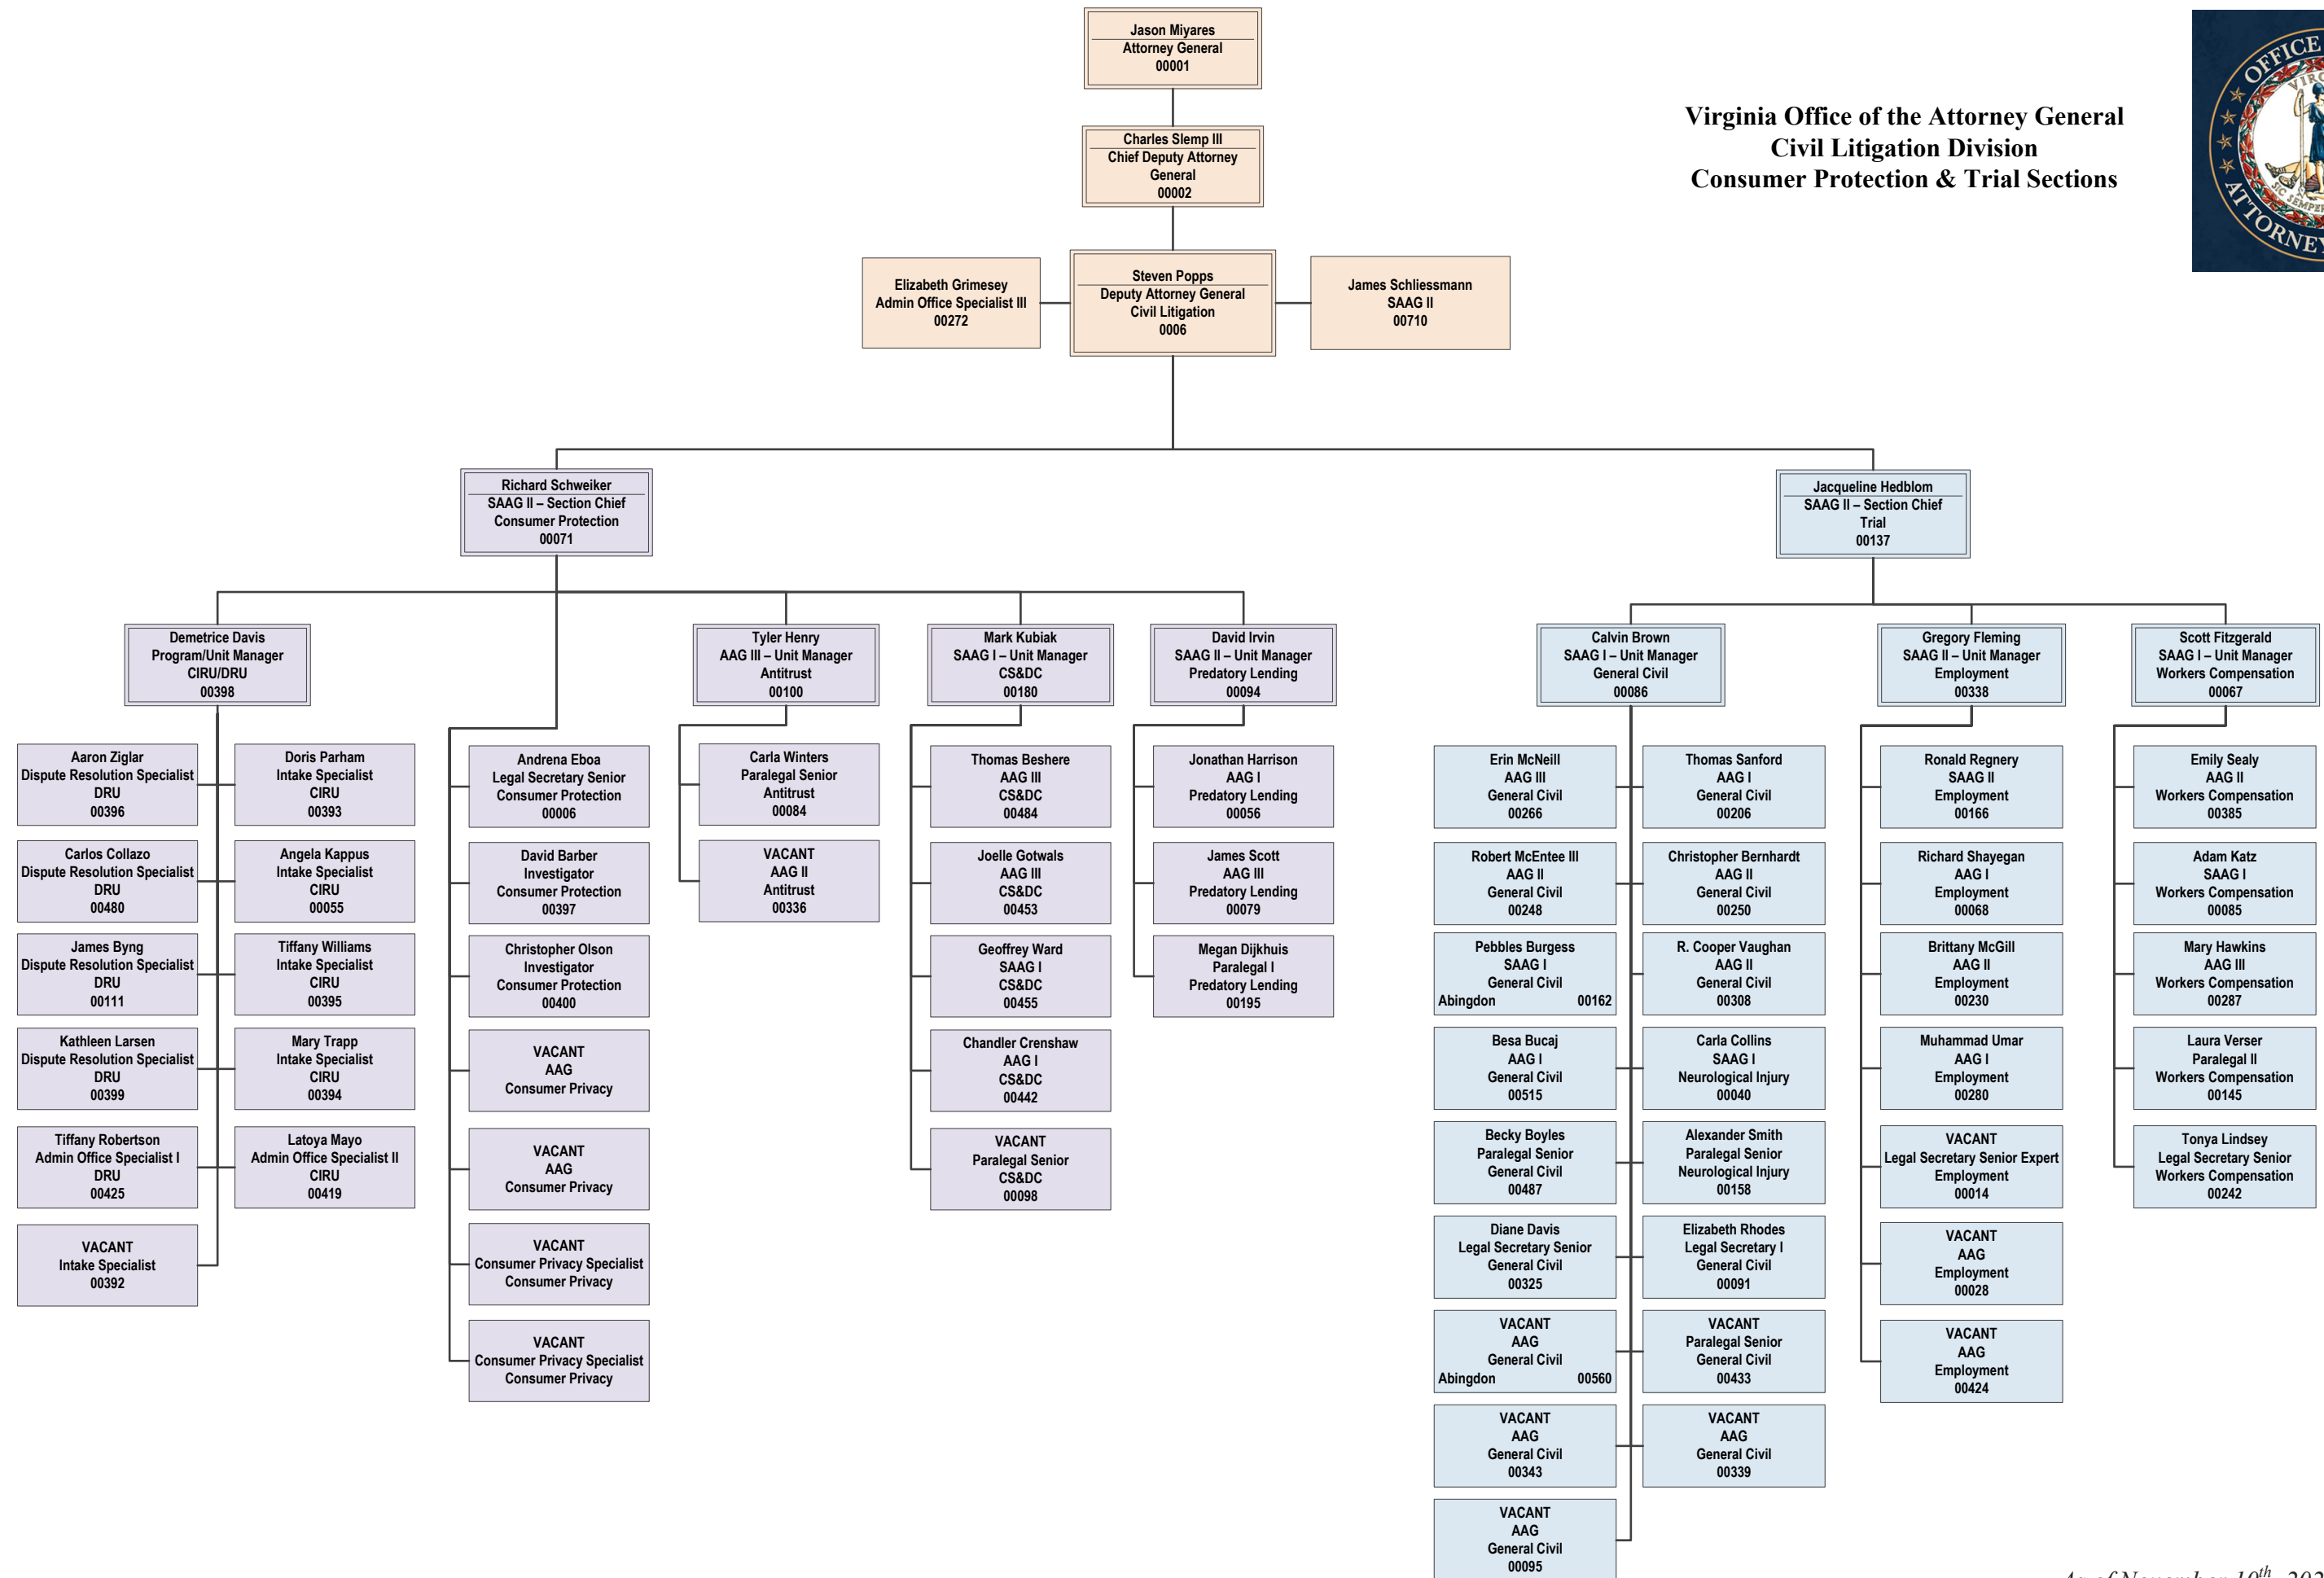 Jason Miyares
Attorney General
00001
Virginia Office of the Attorney General
Civil Litigation Division
Consumer Protection & Trial Sections
OFFICE
ATTORNEY
SIC SEMPER
Charles Slemp III
Chief Deputy Attorney
General
00002
Elizabeth Grimesey
Admin Office Specialist III
00272
Steven Popps
Deputy Attorney General
Civil Litigation
0006
James Schliessmann
SAAG II
00710
Richard Schweiker
SAAG II – Section Chief
Consumer Protection
00071
Jacqueline Hedblom
SAAG II – Section Chief
Trial
00137
Demetrice Davis
Program/Unit Manager
CIRU/DRU
00398
Tyler Henry
AAG III – Unit Manager
Antitrust
00100
Mark Kubiak
SAAG I – Unit Manager
CS&DC
00180
David Irvin
SAAG II – Unit Manager
Predatory Lending
00094
Calvin Brown
SAAG I – Unit Manager
General Civil
00086
Gregory Fleming
SAAG II – Unit Manager
Employment
00338
Scott Fitzgerald
SAAG I – Unit Manager
Workers Compensation
00067
Aaron Ziglar
Dispute Resolution Specialist
DRU
00396
Doris Parham
Intake Specialist
CIRU
00393
Carlos Collazo
Dispute Resolution Specialist
DRU
00480
Angela Kappus
Intake Specialist
CIRU
00055
James Byng
Dispute Resolution Specialist
DRU
00111
Tiffany Williams
Intake Specialist
CIRU
00395
Kathleen Larsen
Dispute Resolution Specialist
DRU
00399
Mary Trapp
Intake Specialist
CIRU
00394
Tiffany Robertson
Admin Office Specialist I
DRU
00425
Latoya Mayo
Admin Office Specialist II
CIRU
00419
VACANT
Intake Specialist
00392
Andrena Eboa
Legal Secretary Senior
Consumer Protection
00006
David Barber
Investigator
Consumer Protection
00397
Christopher Olson
Investigator
Consumer Protection
00400
VACANT
AAG
Consumer Privacy
VACANT
AAG
Consumer Privacy
VACANT
Consumer Privacy Specialist
Consumer Privacy
VACANT
Consumer Privacy Specialist
Consumer Privacy
Carla Winters
Paralegal Senior
Antitrust
00084
VACANT
AAG II
Antitrust
00336
Thomas Beshere
AAG III
CS&DC
00484
Joelle Gotwals
AAG III
CS&DC
00453
Geoffrey Ward
SAAG I
CS&DC
00455
Chandler Crenshaw
AAG I
CS&DC
00442
VACANT
Paralegal Senior
CS&DC
00098
Jonathan Harrison
AAG I
Predatory Lending
00056
James Scott
AAG III
Predatory Lending
00079
Megan Dijkhuis
Paralegal I
Predatory Lending
00195
Erin McNeill
AAG III
General Civil
00266
Thomas Sanford
AAG I
General Civil
00206
Robert McEntee III
AAG II
General Civil
00248
Christopher Bernhardt
AAG II
General Civil
00250
Pebbles Burgess
SAAG I
General Civil
Abingdon 00162
R. Cooper Vaughan
AAG II
General Civil
00308
Besa Bucaj
AAG I
General Civil
00515
Carla Collins
SAAG I
Neurological Injury
00040
Becky Boyles
Paralegal Senior
General Civil
00487
Alexander Smith
Paralegal Senior
Neurological Injury
00158
Diane Davis
Legal Secretary Senior
General Civil
00325
Elizabeth Rhodes
Legal Secretary I
General Civil
00091
VACANT
AAG
General Civil
Abingdon 00560
VACANT
Paralegal Senior
General Civil
00433
VACANT
AAG
General Civil
00343
VACANT
AAG
General Civil
00339
VACANT
AAG
General Civil
00095
Ronald Regnery
SAAG II
Employment
00166
Richard Shayegan
AAG I
Employment
00068
Brittany McGill
AAG II
Employment
00230
Muhammad Umar
AAG I
Employment
00280
VACANT
Legal Secretary Senior Expert
Employment
00014
VACANT
AAG
Employment
00028
VACANT
AAG
Employment
00424
Emily Sealy
AAG II
Workers Compensation
00385
Adam Katz
SAAG I
Workers Compensation
00085
Mary Hawkins
AAG III
Workers Compensation
00287
Laura Verser
Paralegal II
Workers Compensation
00145
Tonya Lindsey
Legal Secretary Senior
Workers Compensation
00242
As of November 10th, 202